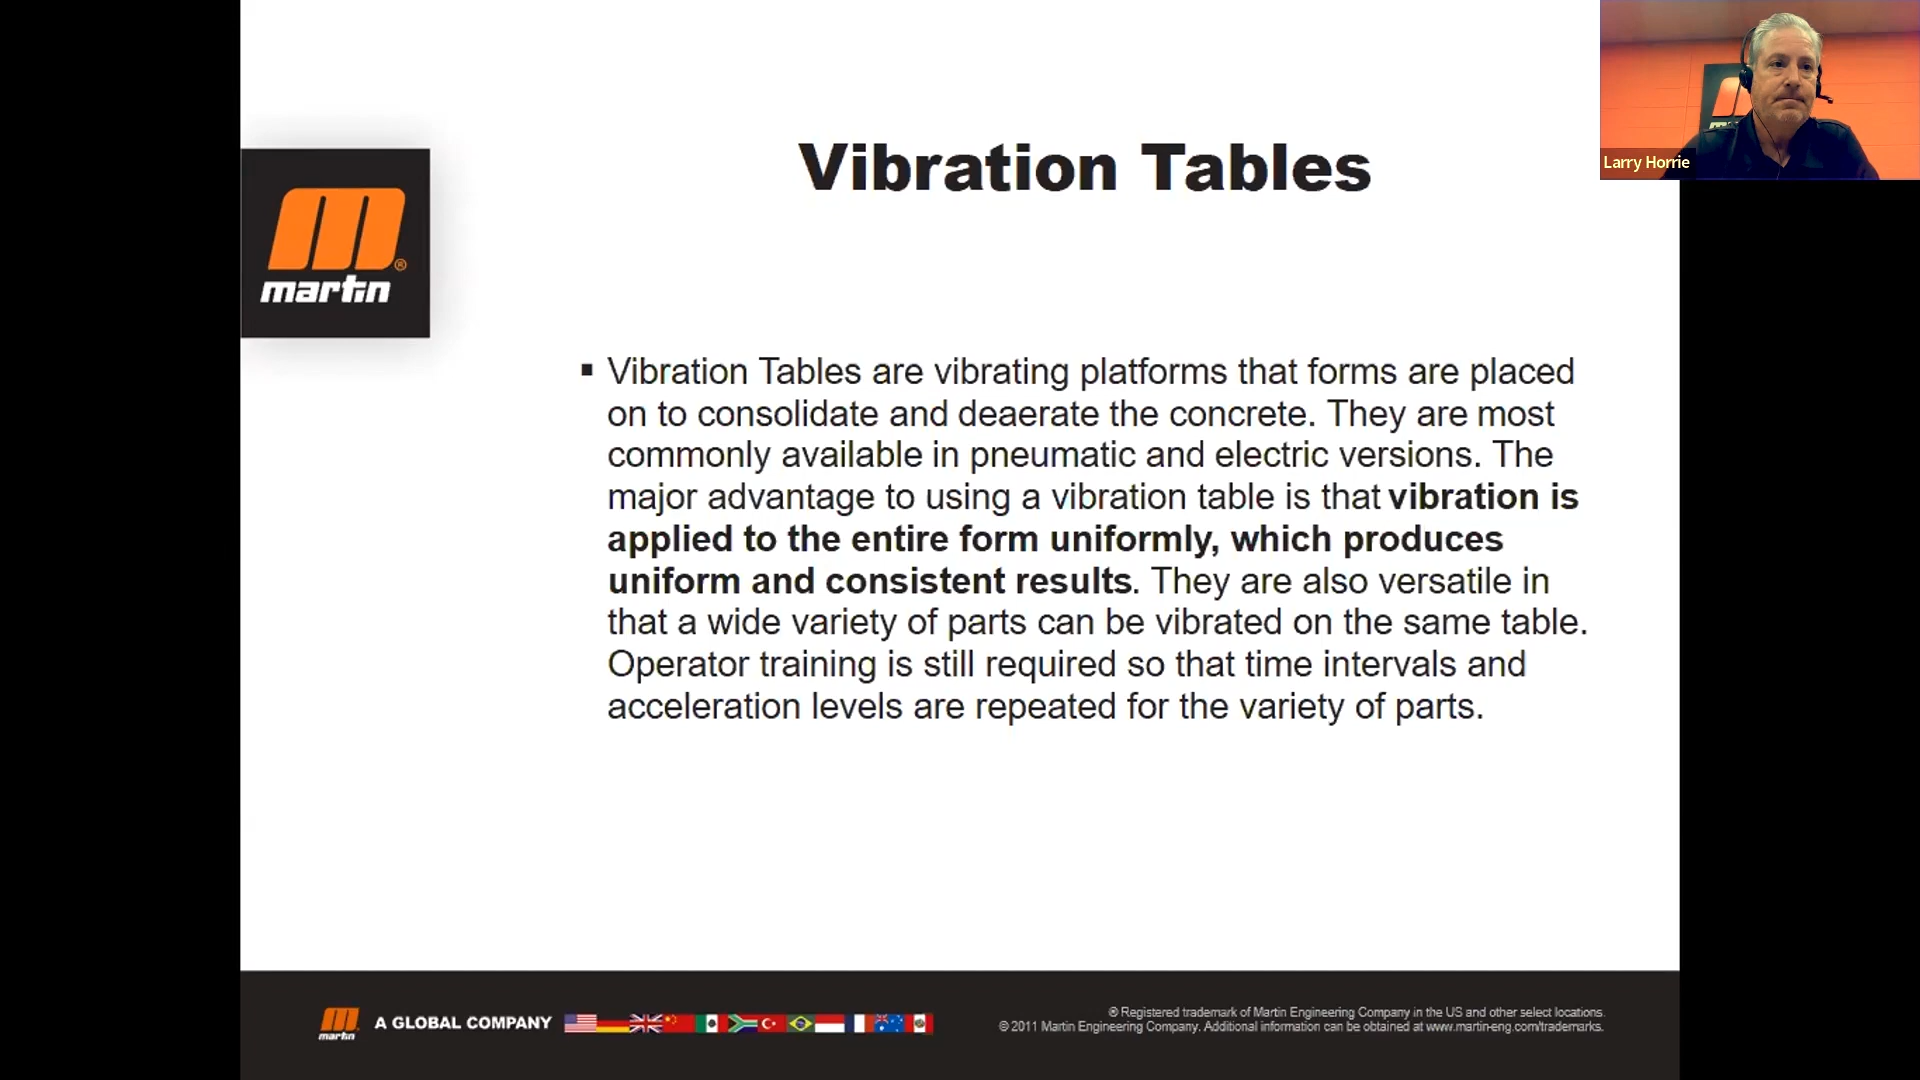 Vibration Tables
Larry Horrie
martin
®
▪ Vibration Tables are vibrating platforms that forms are placed
on to consolidate and deaerate the concrete. They are most
commonly available in pneumatic and electric versions. The
major advantage to using a vibration table is that vibration is
applied to the entire form uniformly, which produces
uniform and consistent results. They are also versatile in
that a wide variety of parts can be vibrated on the same table.
Operator training is still required so that time intervals and
acceleration levels are repeated for the variety of parts.
martin
A GLOBAL COMPANY
® Registered trademark of Martin Engineering Company in the US and other select locations.
© 2011 Martin Engineering Company. Additional information can be obtained at www.martin-eng.com/trademarks.